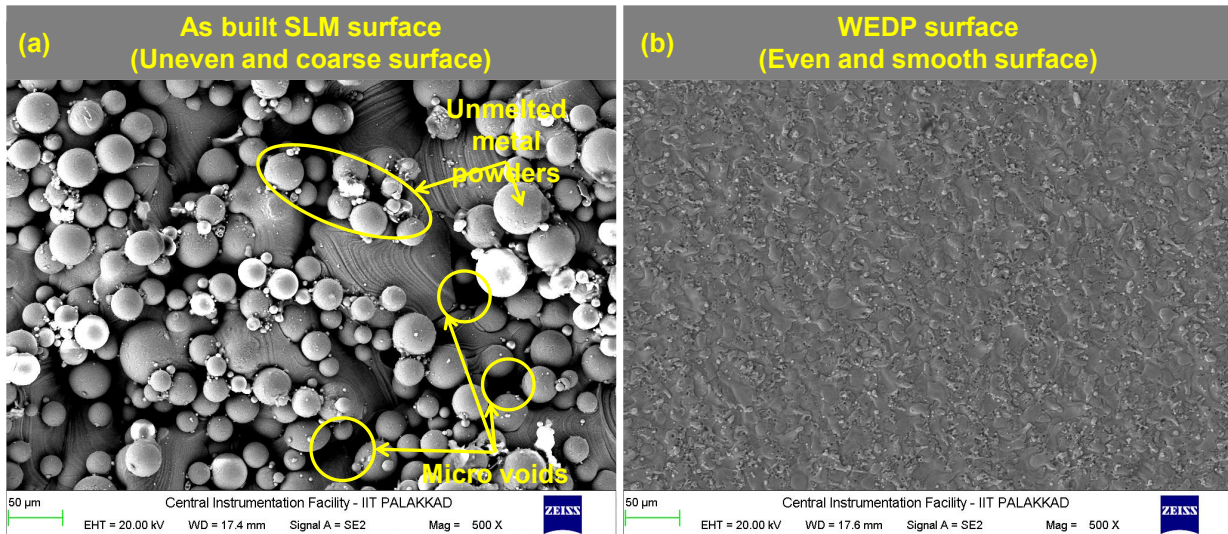 (a)
As built SLM surface
(Uneven and coarse surface)
Unmelted
metal
powders
Micro voids
50 µm
Central Instrumentation Facility - IIT PALAKKAD
EHT = 20.00 kV WD = 17.4 mm Signal A = SE2 Mag = 500 X
ZEISS
(b)
WEDP surface
(Even and smooth surface)
50 µm
Central Instrumentation Facility - IIT PALAKKAD
EHT = 20.00 kV WD = 17.6 mm Signal A = SE2 Mag = 500 X
ZEISS